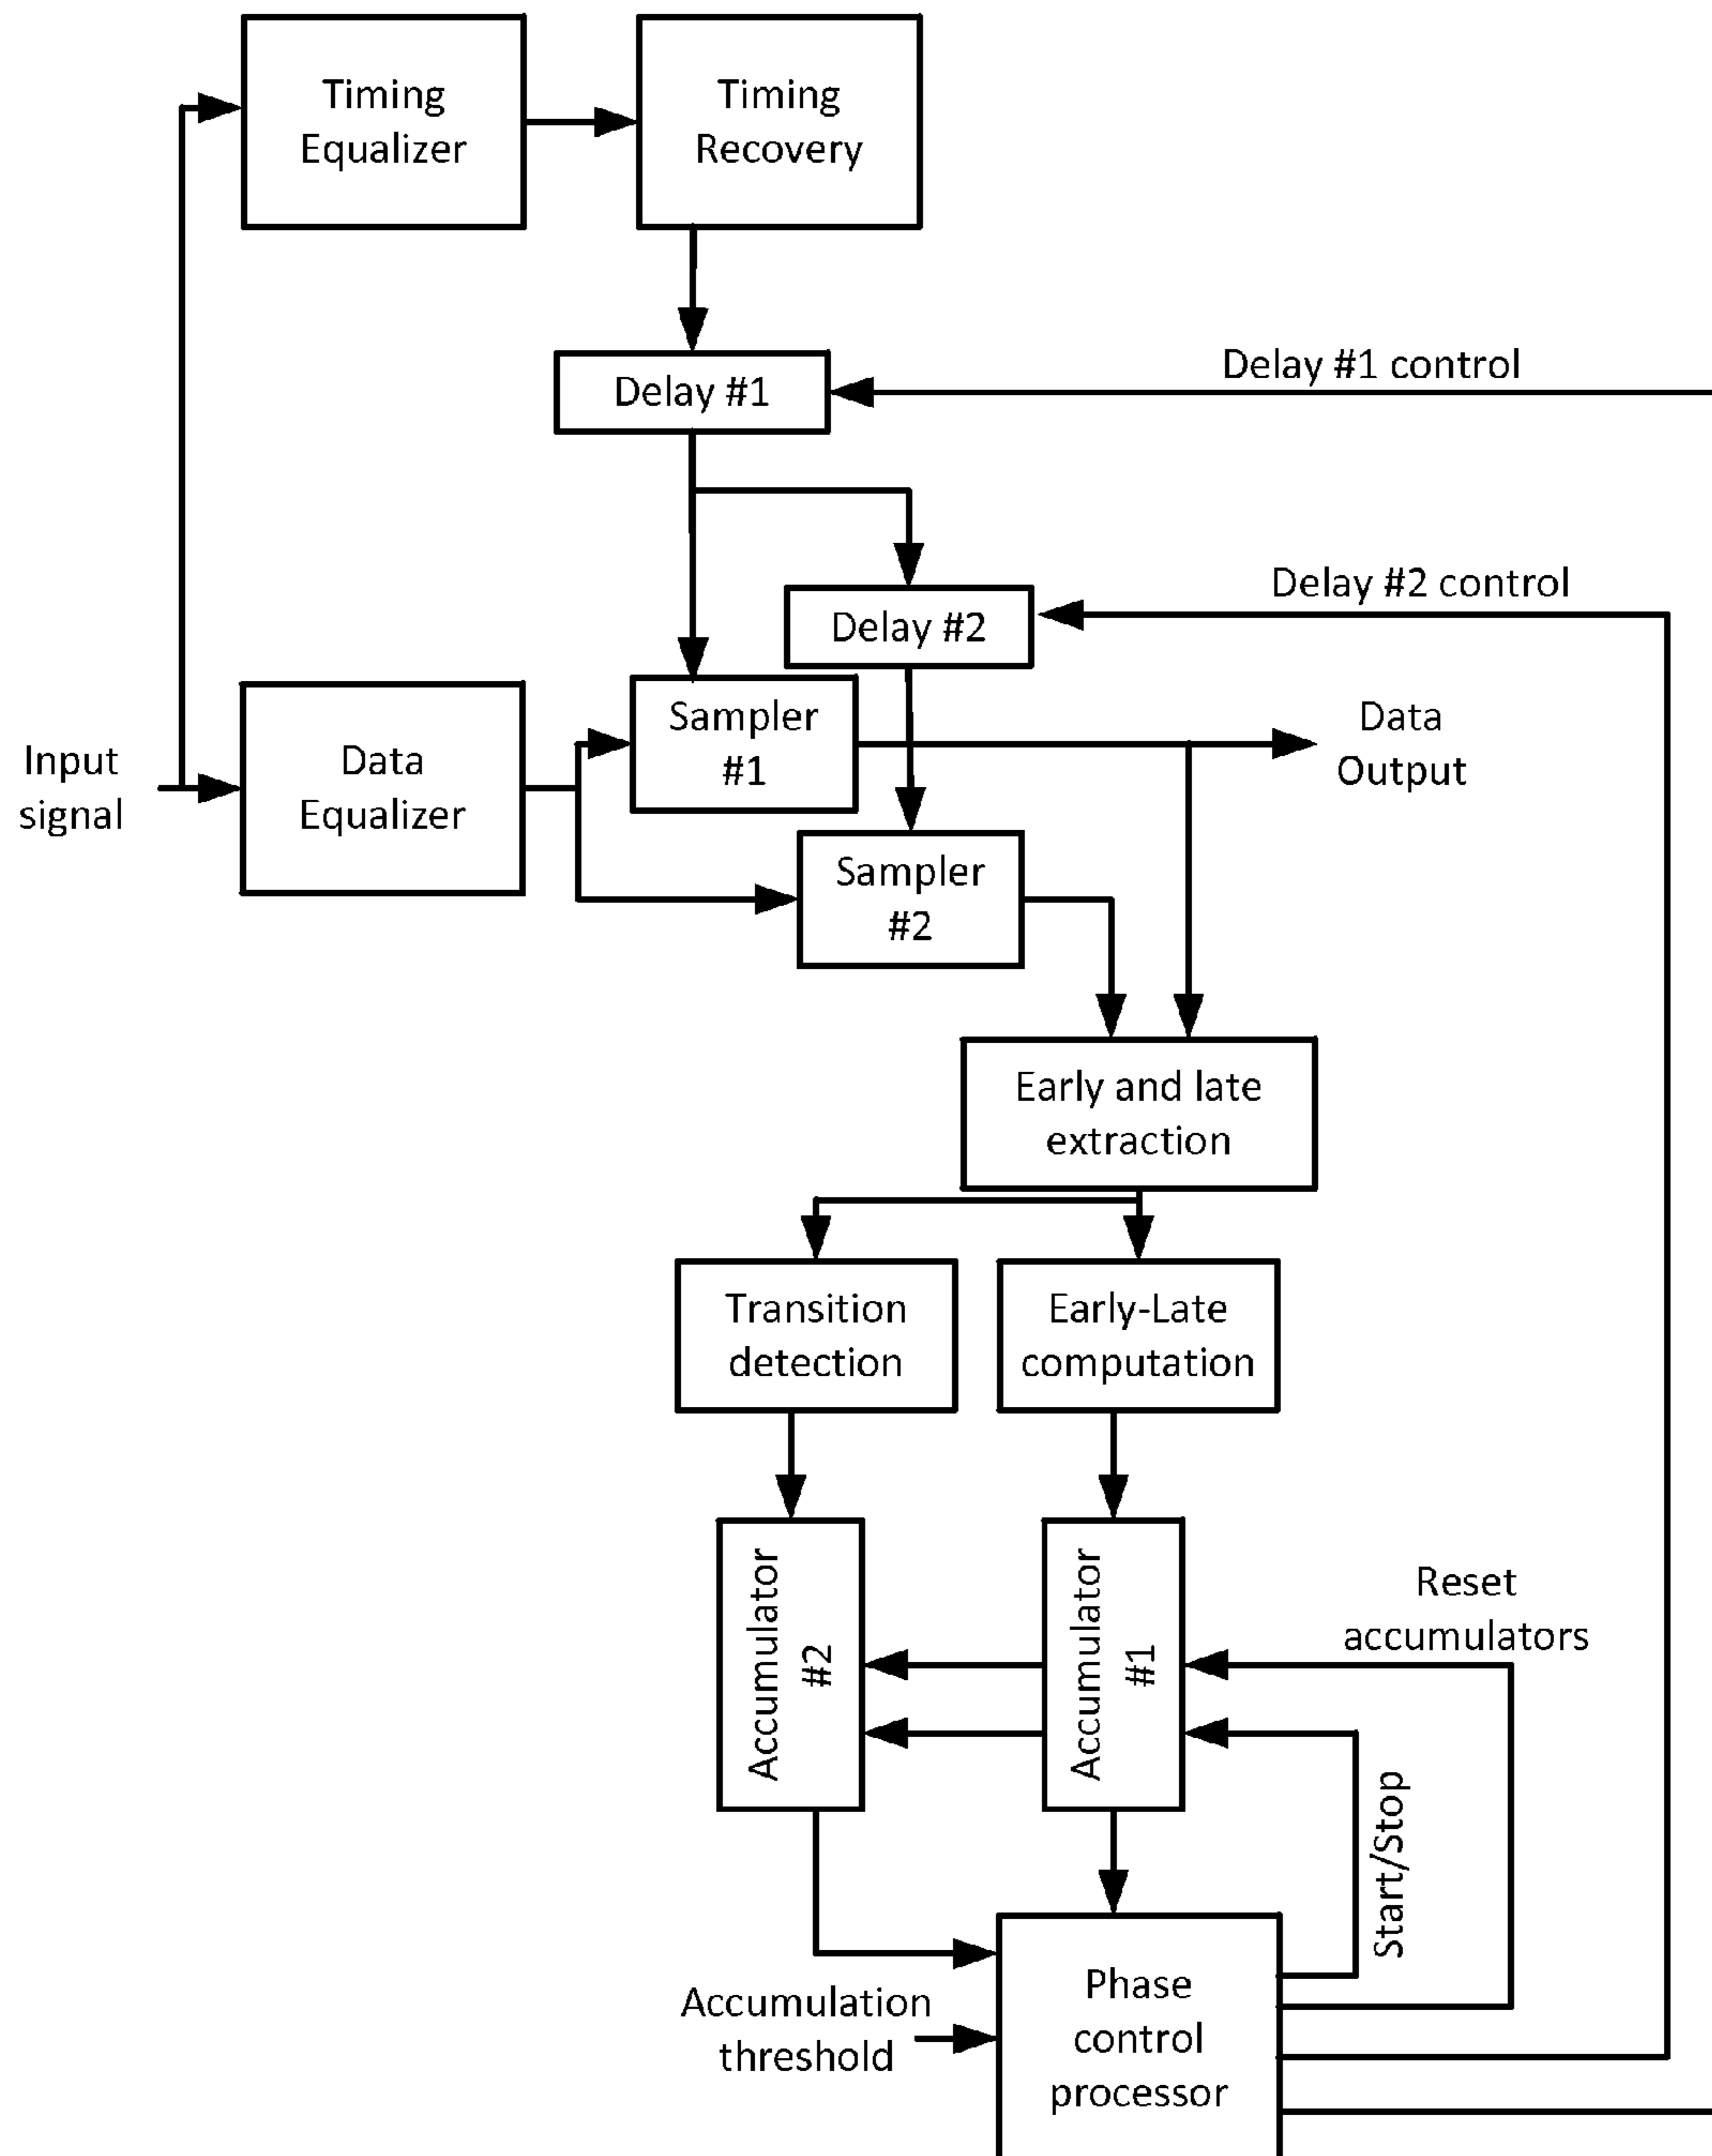 Timing
Equalizer
Timing
Recovery
Delay #1
Delay #1 control
Delay #2
Delay #2 control
Input
signal
Data
Equalizer
Sampler
#1
Data
Output
Sampler
#2
Early and late
extraction
Transition
detection
Early-Late
computation
Accumulator
#2
Accumulator
#1
Reset
accumulators
Start/Stop
Accumulation
threshold
Phase
control
processor